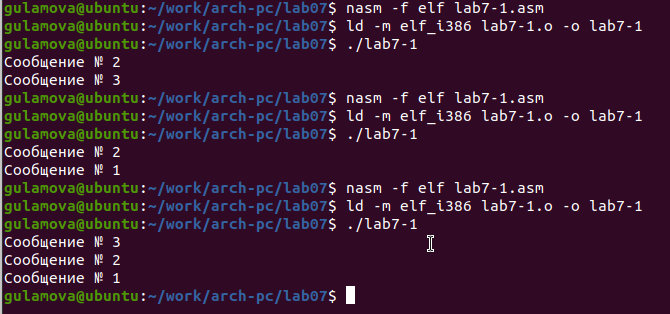 gulamova@ubuntu:~/work/arch-pc/lab07$ nasm -f elf lab7-1.asm
gulamova@ubuntu:~/work/arch-pc/lab07$ ld -m elf_i386 lab7-1.o -o lab7-1
gulamova@ubuntu:~/work/arch-pc/lab07$ ./lab7-1
Сообщение № 2
Сообщение № 3
gulamova@ubuntu:~/work/arch-pc/lab07$ nasm -f elf lab7-1.asm
gulamova@ubuntu:~/work/arch-pc/lab07$ ld -m elf_i386 lab7-1.o -o lab7-1
gulamova@ubuntu:~/work/arch-pc/lab07$ ./lab7-1
Сообщение № 2
Сообщение № 1
gulamova@ubuntu:~/work/arch-pc/lab07$ nasm -f elf lab7-1.asm
gulamova@ubuntu:~/work/arch-pc/lab07$ ld -m elf_i386 lab7-1.o -o lab7-1
gulamova@ubuntu:~/work/arch-pc/lab07$ ./lab7-1
Сообщение № 3
Сообщение № 2
Сообщение № 1
gulamova@ubuntu:~/work/arch-pc/lab07$